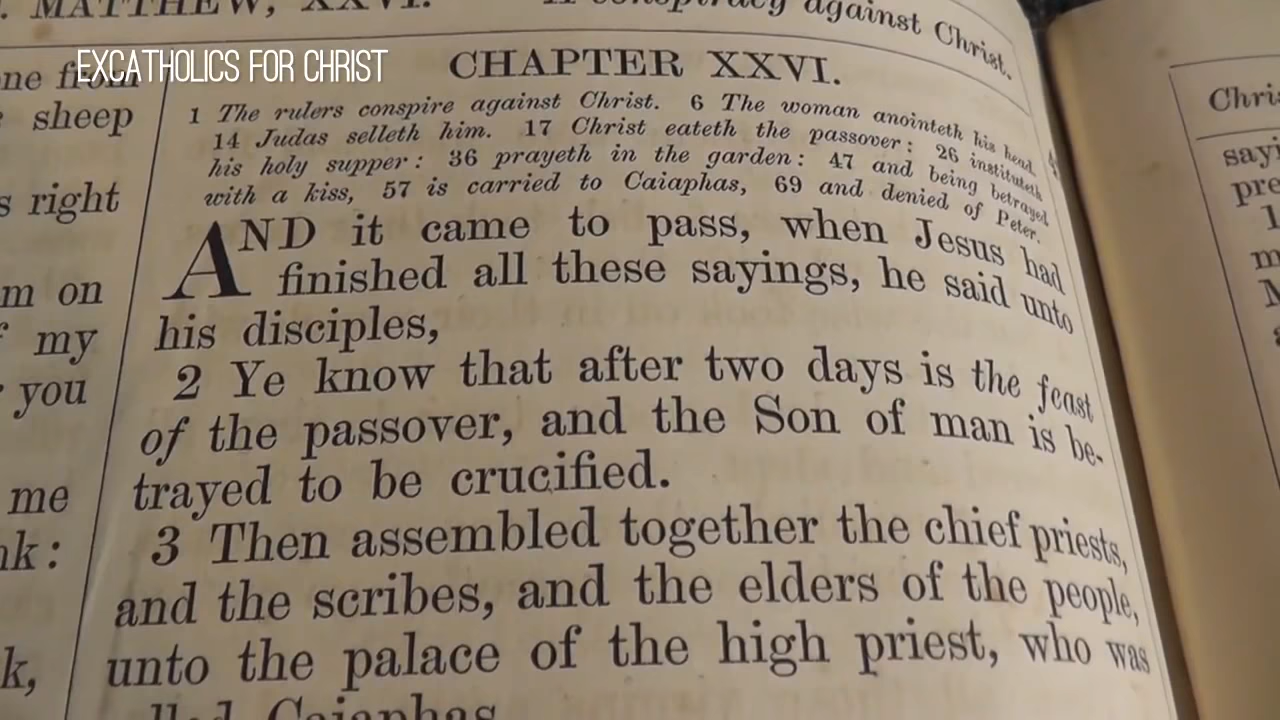 . MATTHEW, XXVI.
A conspiracy against Christ.
EXCATHOLICS FOR CHRIST
ne from
sheep
s right
m on
my
you
me
nk:
k,
CHAPTER XXVI.
1 The rulers conspire against Christ. 6 The woman anointeth his head.
14 Judas selleth him. 17 Christ eateth the passover: 26 instituteth
his holy supper: 36 prayeth in the garden: 47 and being betrayed
with a kiss, 57 is carried to Caiaphas, 69 and denied of Peter.
AND it came to pass, when Jesus had
finished all these sayings, he said unto
his disciples,
2 Ye know that after two days is the feast
of the passover, and the Son of man is be-
trayed to be crucified.
3 Then assembled together the chief priests,
and the scribes, and the elders of the people,
unto the palace of the high priest, who was
Caiaphas
Chris
sayi
pre